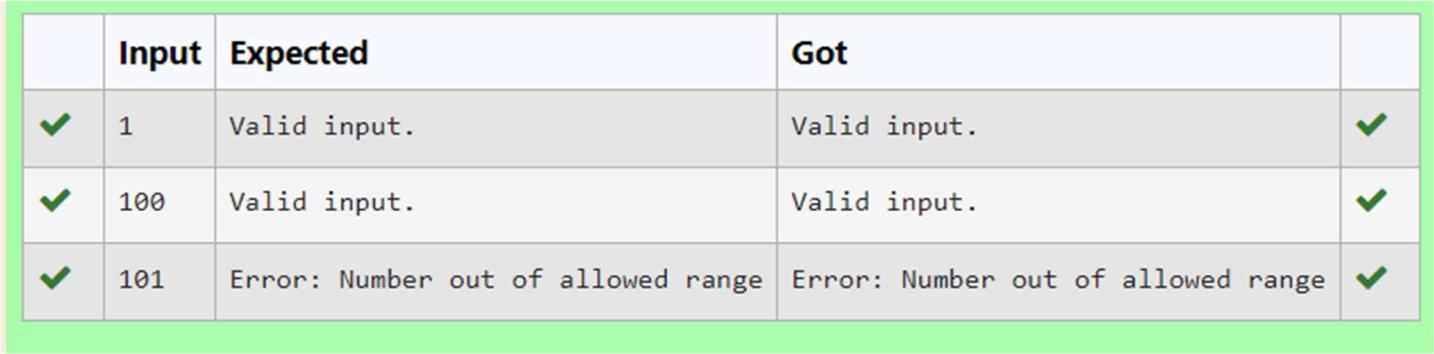 Input Expected Got
1 Valid input. Valid input.
100 Valid input. Valid input.
101 Error: Number out of allowed range Error: Number out of allowed range